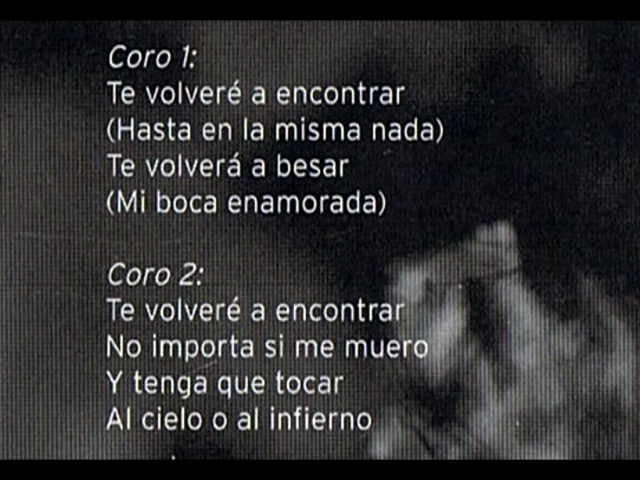 Coro 1:
Te volveré a encontrar
(Hasta en la misma nada)
Te volverá a besar
(Mi boca enamorada)
Coro 2:
Te volveré a encontrar
No importa si me muero
Y tenga que tocar
Al cielo o al infierno